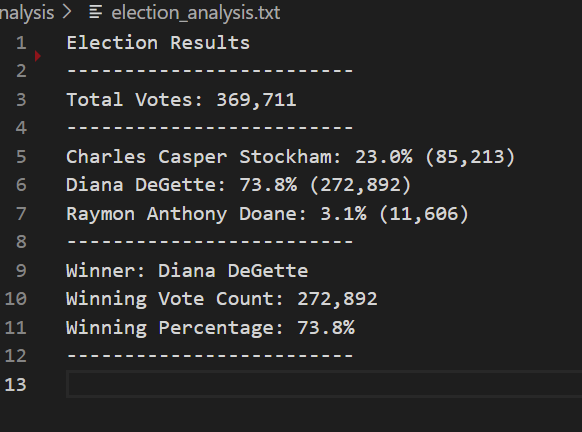 nalysis > election_analysis.txt
1 Election Results
2 -------------------------
3 Total Votes: 369,711
4 -------------------------
5 Charles Casper Stockham: 23.0% (85,213)
6 Diana DeGette: 73.8% (272,892)
7 Raymon Anthony Doane: 3.1% (11,606)
8 -------------------------
9 Winner: Diana DeGette
10 Winning Vote Count: 272,892
11 Winning Percentage: 73.8%
12 -------------------------
13